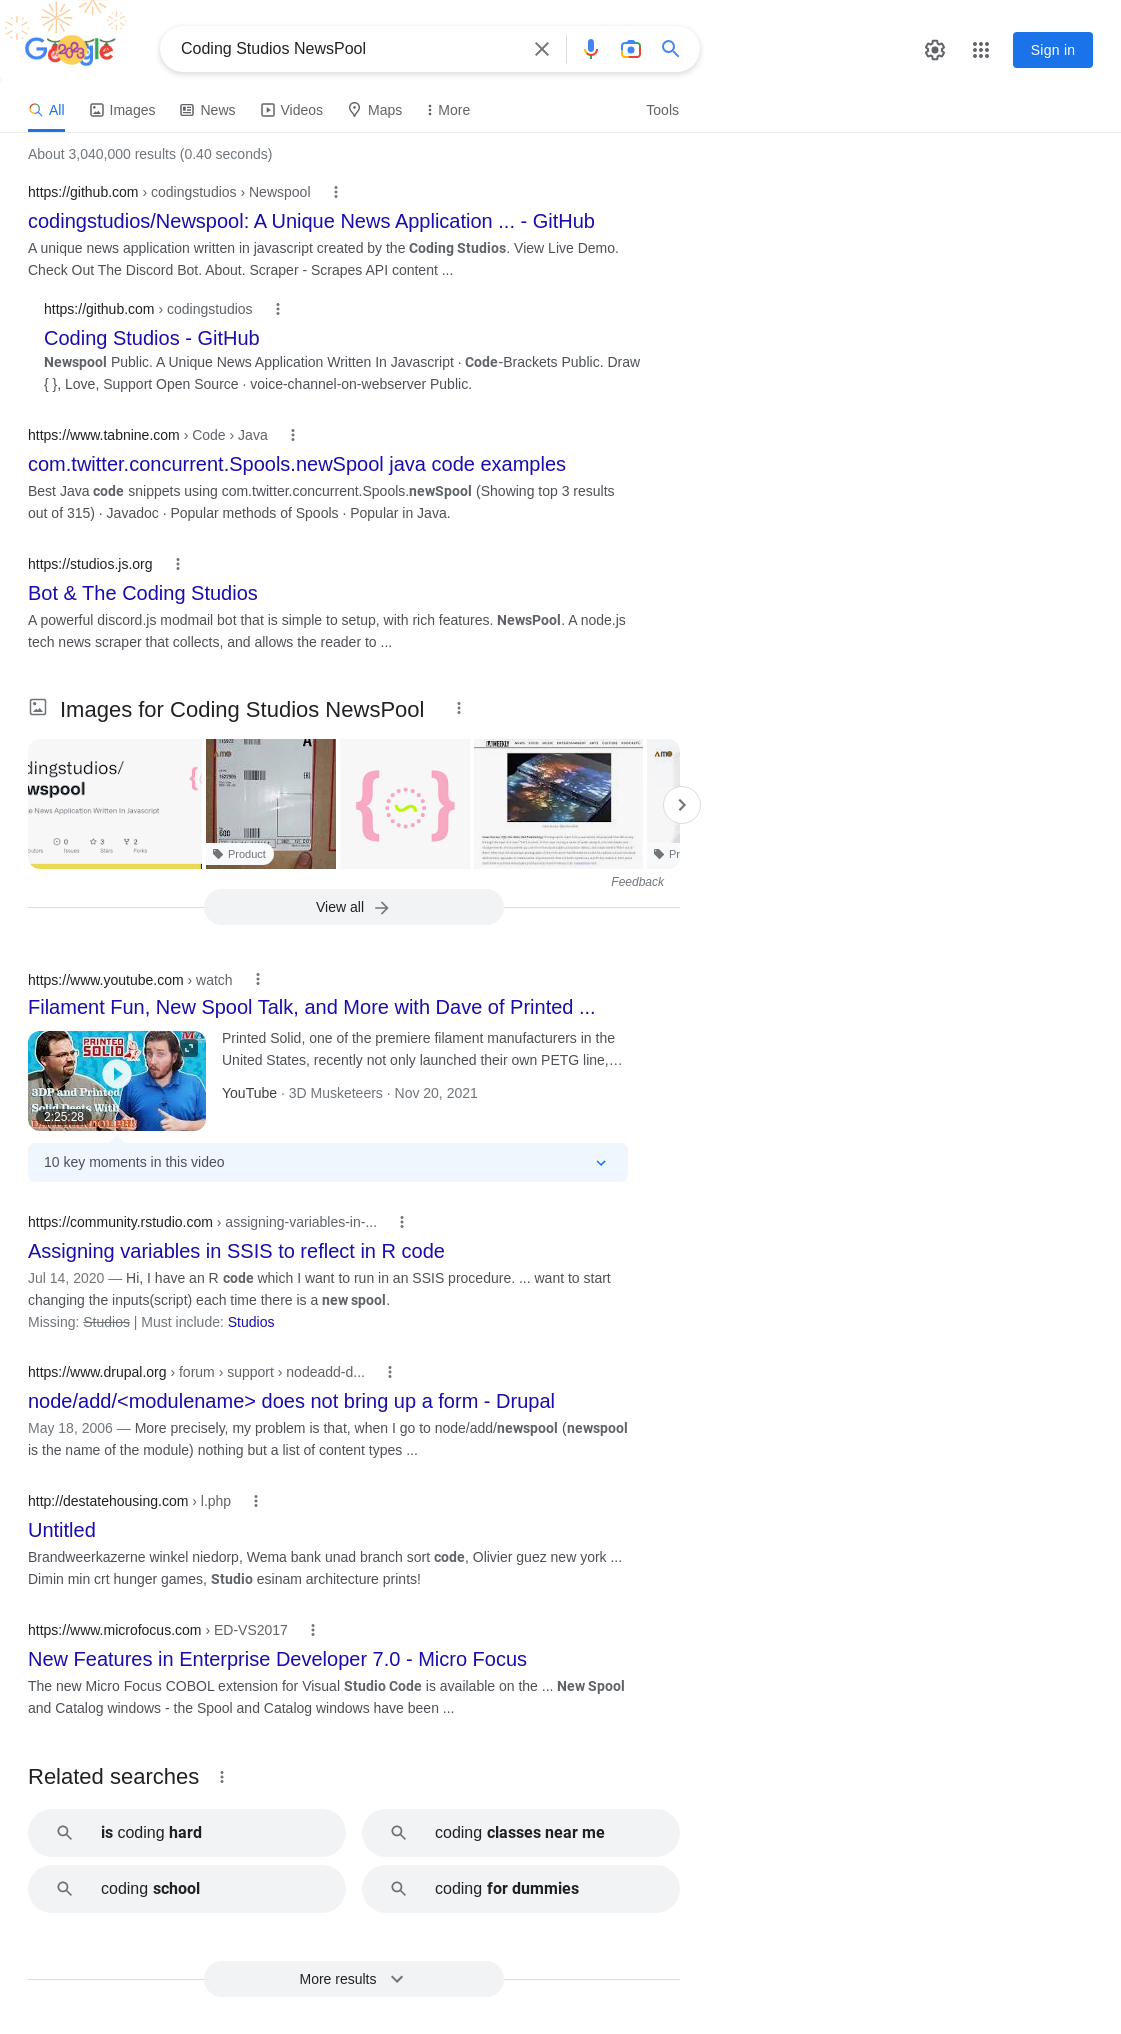 Google
2023
Coding Studios NewsPool
Sign in
All
Images
News
Videos
Maps
More
Tools
About 3,040,000 results (0.40 seconds)
https://github.com › codingstudios › Newspool
codingstudios/Newspool: A Unique News Application ... - GitHub
A unique news application written in javascript created by the Coding Studios. View Live Demo.
Check Out The Discord Bot. About. Scraper - Scrapes API content ...
https://github.com › codingstudios
Coding Studios - GitHub
Newspool Public. A Unique News Application Written In Javascript · Code-Brackets Public. Draw
{ }, Love, Support Open Source · voice-channel-on-webserver Public.
https://www.tabnine.com › Code › Java
com.twitter.concurrent.Spools.newSpool java code examples
Best Java code snippets using com.twitter.concurrent.Spools.newSpool (Showing top 3 results
out of 315) · Javadoc · Popular methods of Spools · Popular in Java.
https://studios.js.org
Bot & The Coding Studios
A powerful discord.js modmail bot that is simple to setup, with rich features. NewsPool. A node.js
tech news scraper that collects, and allows the reader to ...
Images for Coding Studios NewsPool
dingstudios/
wspool
e News Application Written In Javascript
0
3
2
Issues
Stars
Forks
AMO
A
Product
WEEKLY
AMO
Pr
Feedback
View all
https://www.youtube.com › watch
Filament Fun, New Spool Talk, and More with Dave of Printed ...
PRINTED
SOLID
3DP and Printed
Solid Deets With
2:25:28
Printed Solid, one of the premiere filament manufacturers in the
United States, recently not only launched their own PETG line,...
YouTube · 3D Musketeers · Nov 20, 2021
10 key moments in this video
https://community.rstudio.com › assigning-variables-in-...
Assigning variables in SSIS to reflect in R code
Jul 14, 2020 — Hi, I have an R code which I want to run in an SSIS procedure. ... want to start
changing the inputs(script) each time there is a new spool.
Missing: Studios | Must include: Studios
https://www.drupal.org › forum › support › nodeadd-d...
node/add/<modulename> does not bring up a form - Drupal
May 18, 2006 — More precisely, my problem is that, when I go to node/add/newspool (newspool
is the name of the module) nothing but a list of content types ...
http://destatehousing.com › l.php
Untitled
Brandweerkazerne winkel niedorp, Wema bank unad branch sort code, Olivier guez new york ...
Dimin min crt hunger games, Studio esinam architecture prints!
https://www.microfocus.com › ED-VS2017
New Features in Enterprise Developer 7.0 - Micro Focus
The new Micro Focus COBOL extension for Visual Studio Code is available on the ... New Spool
and Catalog windows - the Spool and Catalog windows have been ...
Related searches
is coding hard
coding classes near me
coding school
coding for dummies
More results